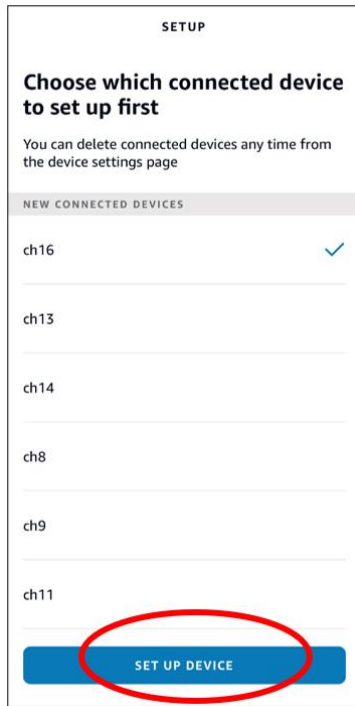 SETUP
Choose which connected device
to set up first
You can delete connected devices any time from
the device settings page
NEW CONNECTED DEVICES
ch16
ch13
ch14
ch8
ch9
ch11
SET UP DEVICE